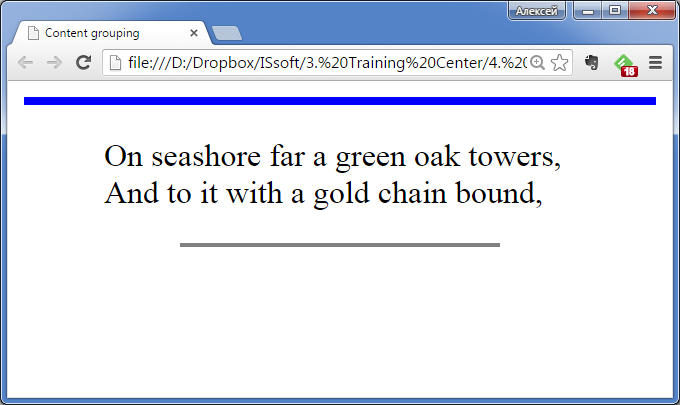 Алексей
Content grouping
file:///D:/Dropbox/ISsoft/3.%20Training%20Center/4.%20
18
On seashore far a green oak towers,
And to it with a gold chain bound,